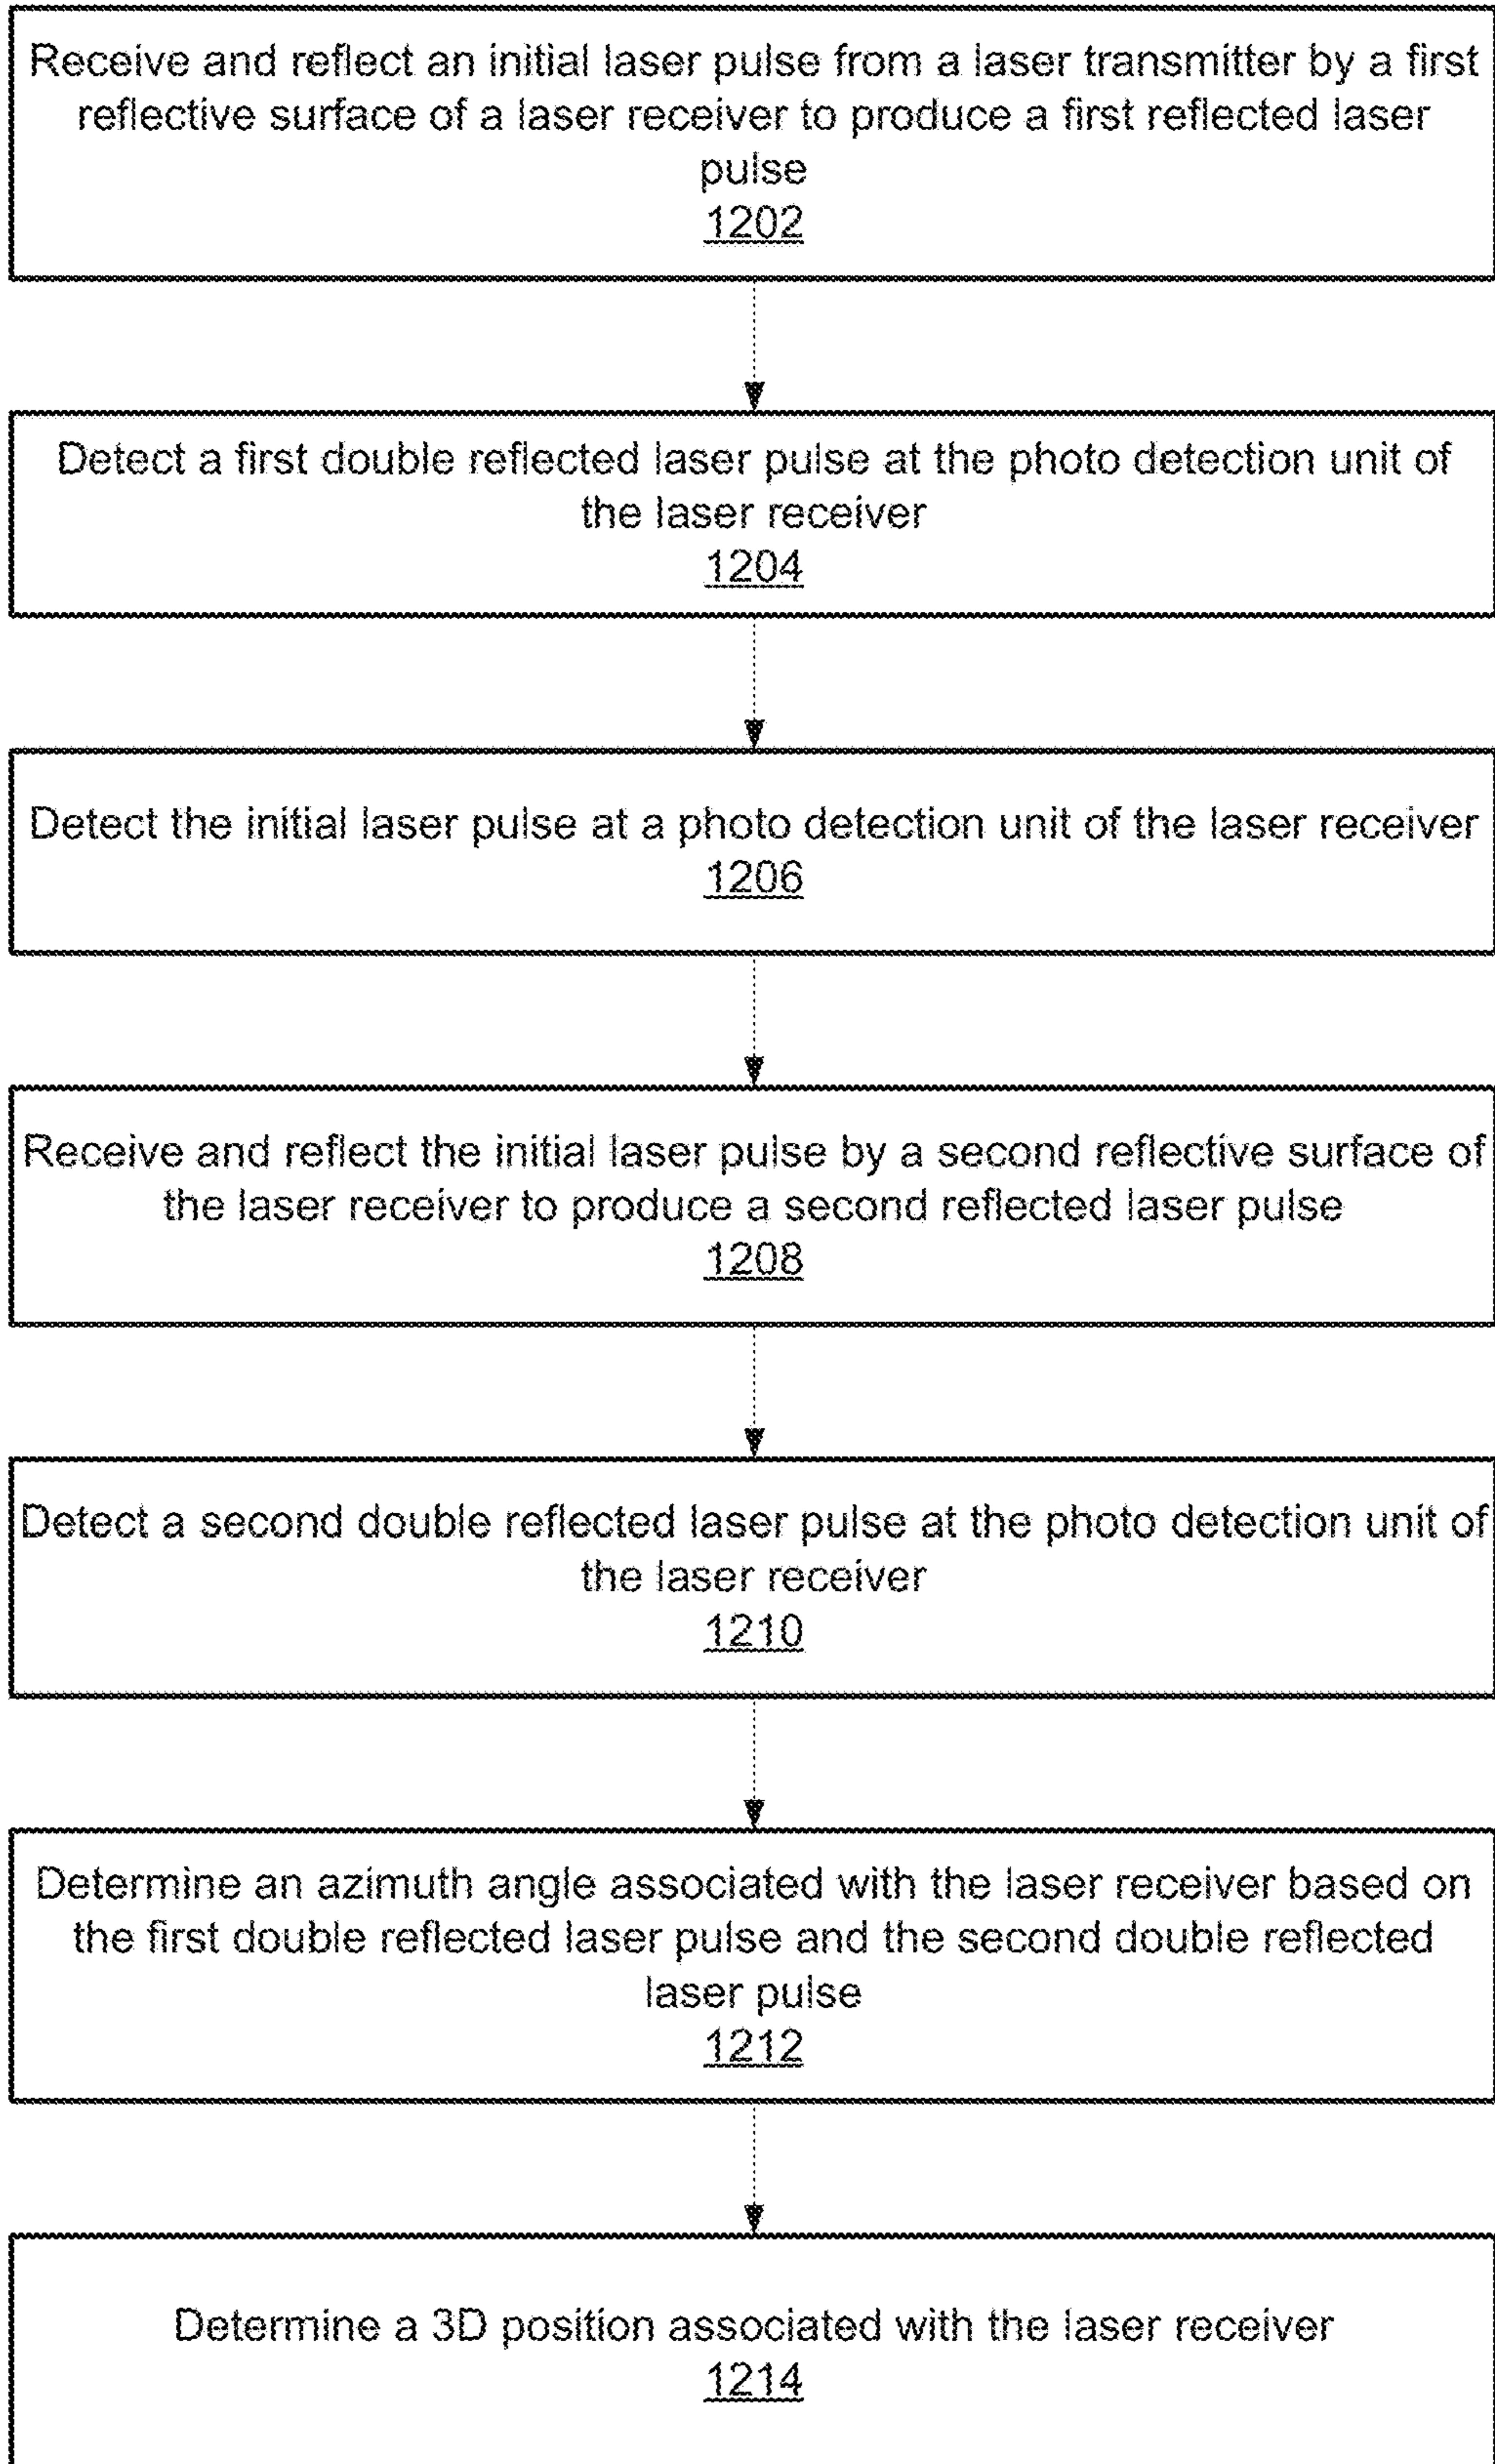 Receive and reflect an initial laser pulse from a laser transmitter by a first
reflective surface of a laser receiver to produce a first reflected laser
pulse
1202
Detect a first double reflected laser pulse at the photo detection unit of
the laser receiver
1204
Detect the initial laser pulse at a photo detection unit of the laser receiver
1206
Receive and reflect the initial laser pulse by a second reflective surface of
the laser receiver to produce a second reflected laser pulse
1208
Detect a second double reflected laser pulse at the photo detection unit of
the laser receiver
1210
Determine an azimuth angle associated with the laser receiver based on
the first double reflected laser pulse and the second double reflected
laser pulse
1212
Determine a 3D position associated with the laser receiver
1214